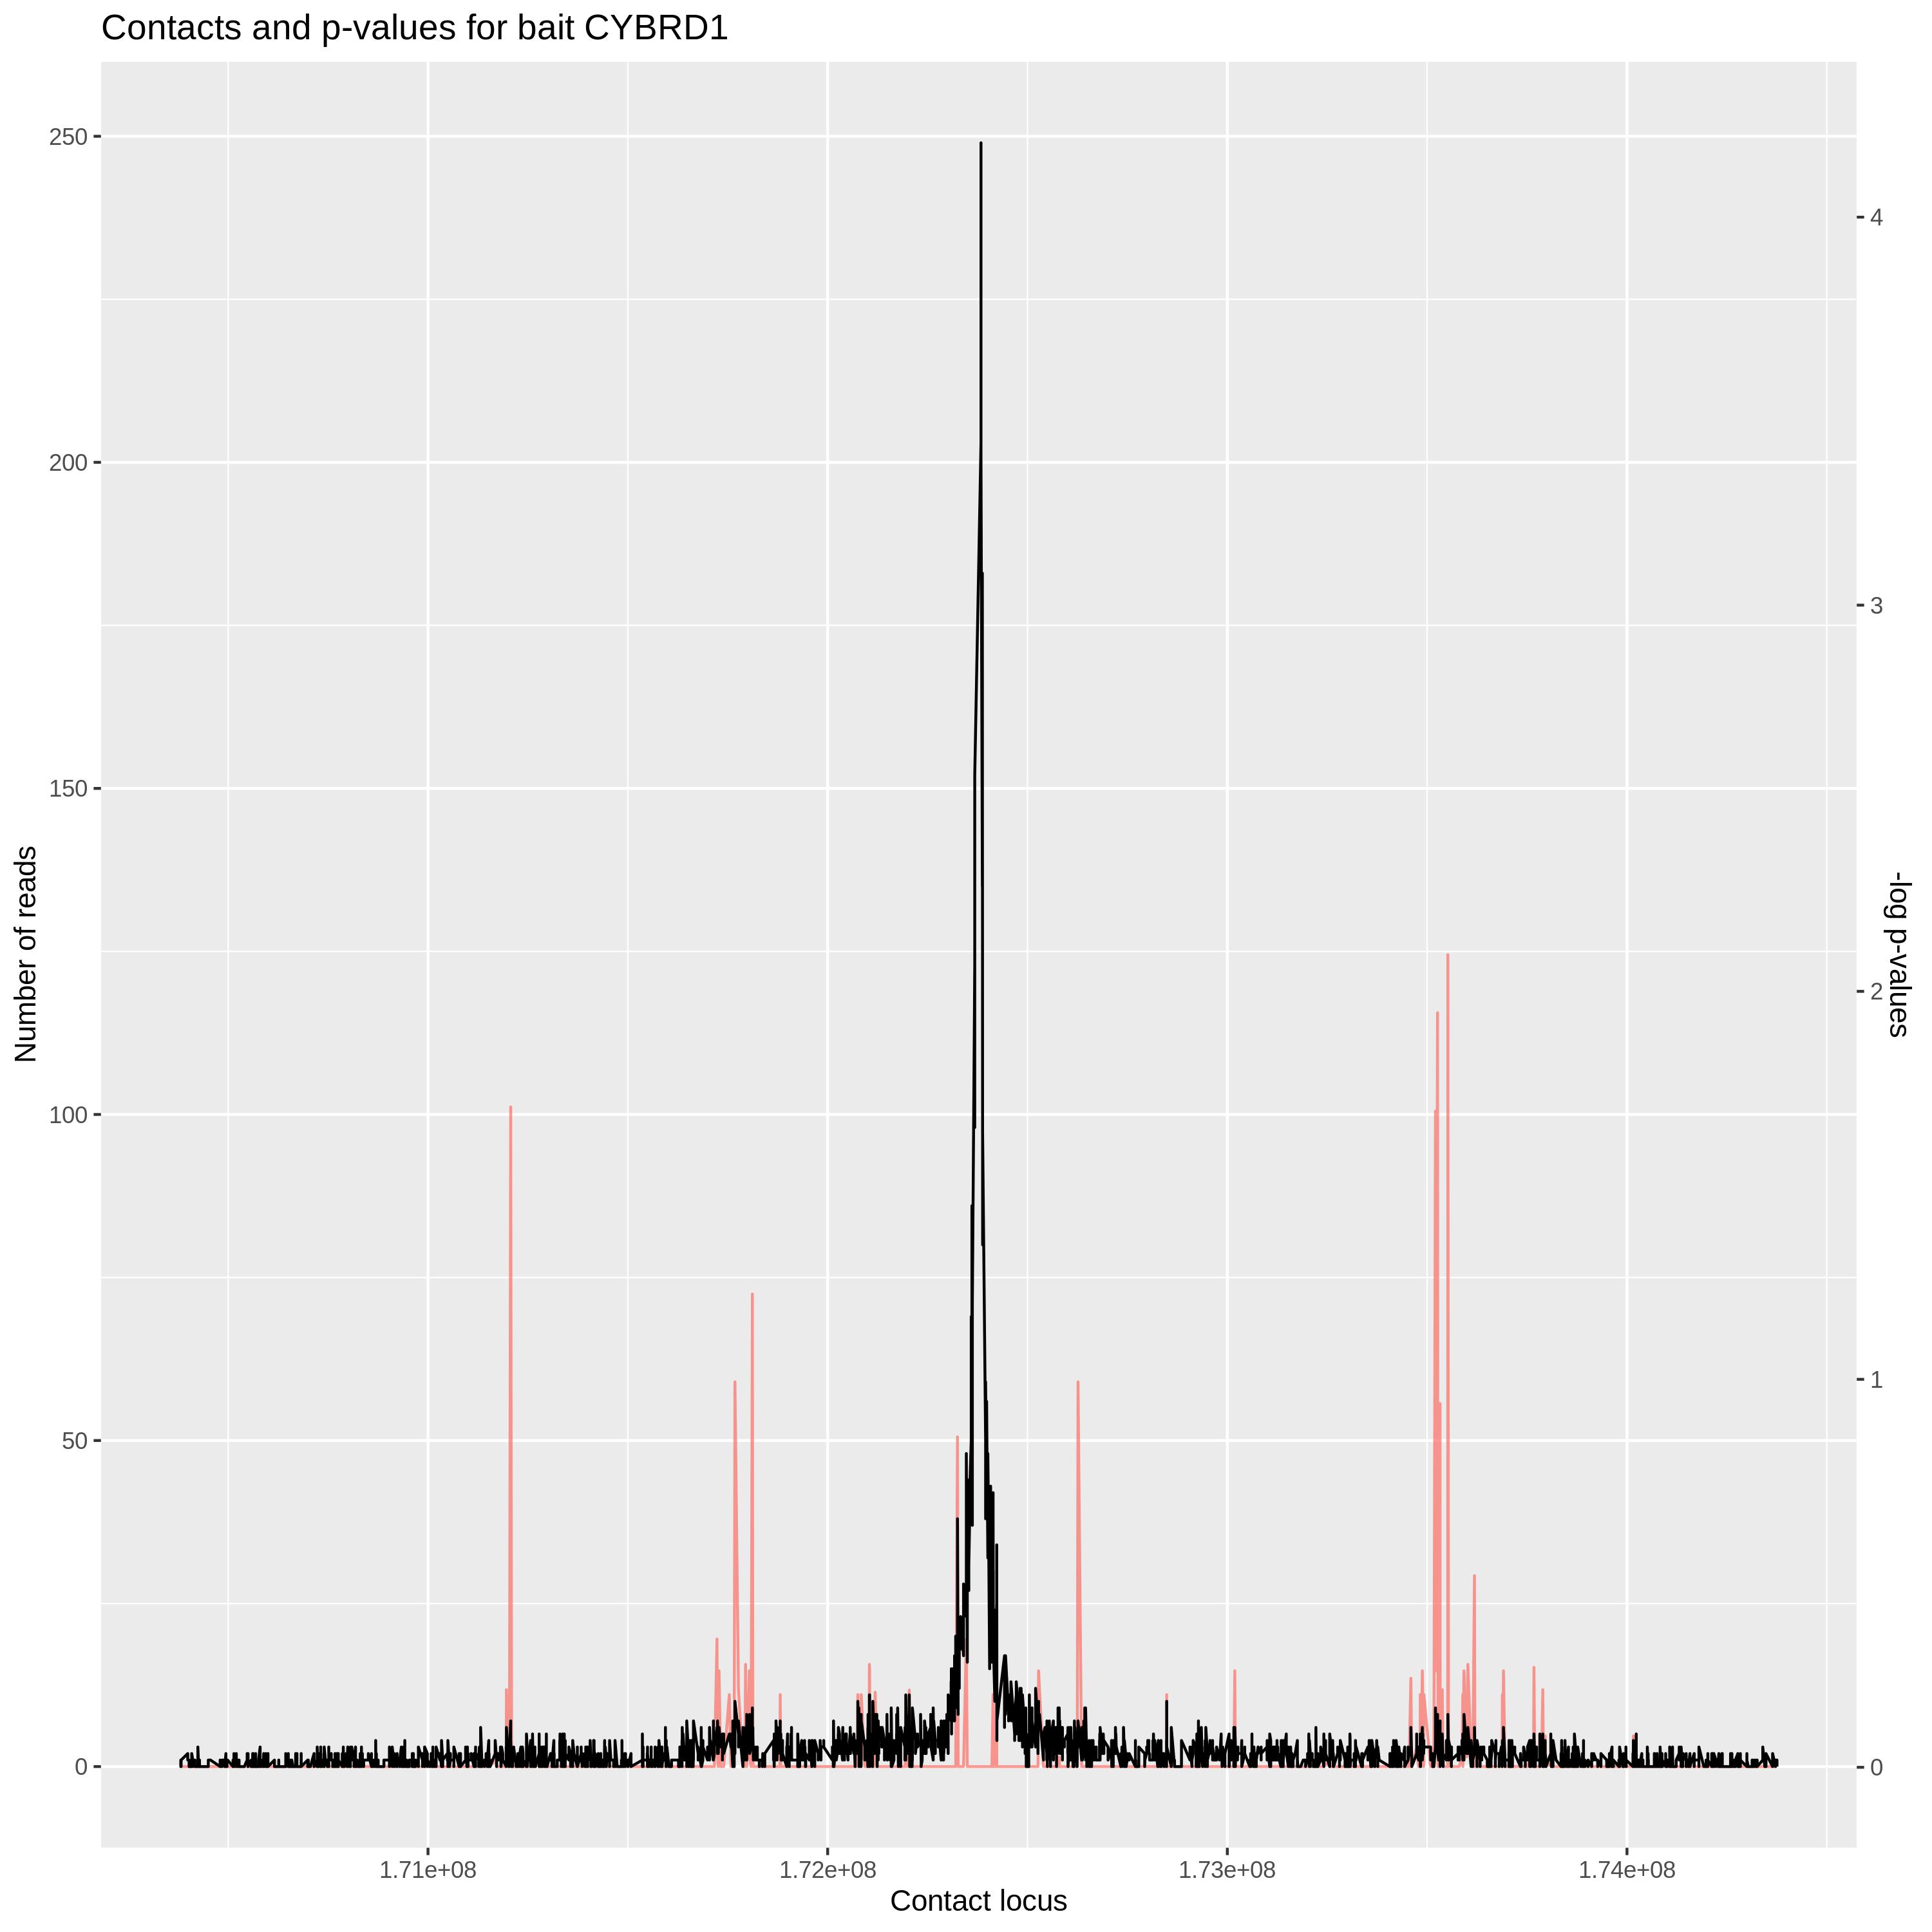 Contacts and p-values for bait CYBRD1
250
200
150
100
50
0
Number of reads
4
3
2
1
0
-log p-values
1.71e+08
1.72e+08
1.73e+08
1.74e+08
Contact locus